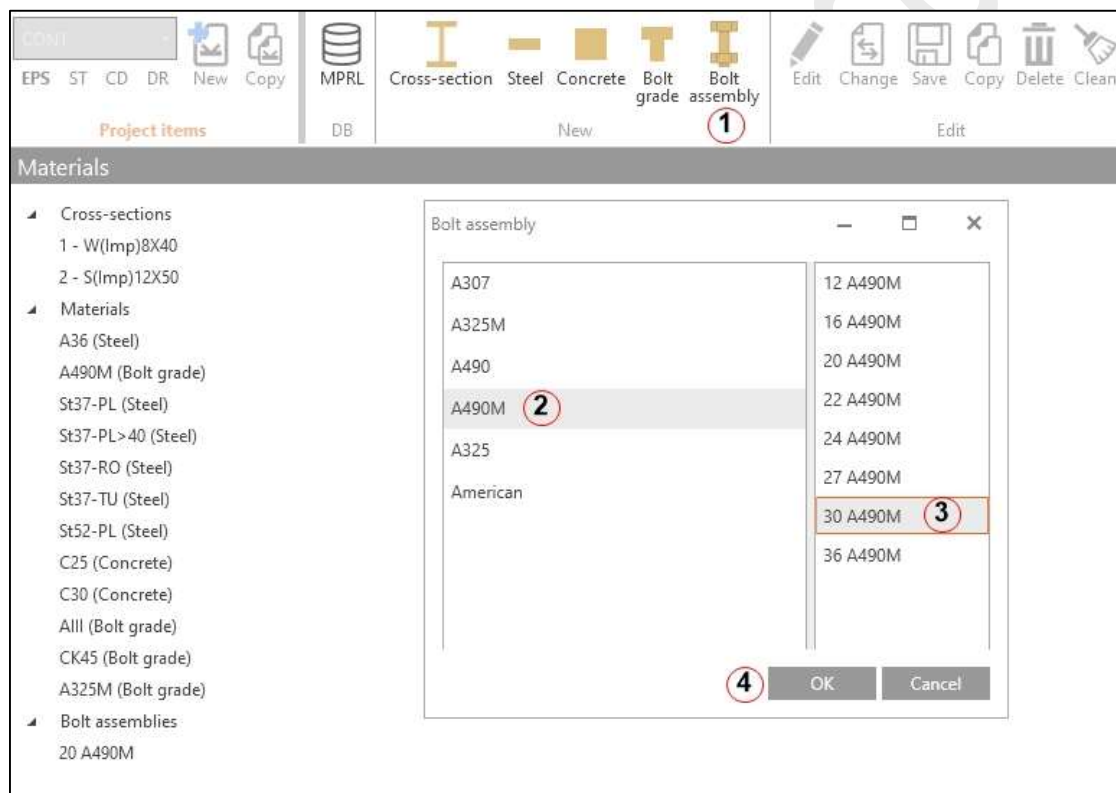 CONT
EPS ST CD DR New Copy
MPRL
Cross-section Steel Concrete Bolt grade Bolt assembly
Edit Change Save Copy Delete Clean
1
Project items DB New Edit
Materials
Cross-sections
1 - W(Imp)8X40
2 - S(Imp)12X50
Materials
A36 (Steel)
A490M (Bolt grade)
St37-PL (Steel)
St37-PL>40 (Steel)
St37-RO (Steel)
St37-TU (Steel)
St52-PL (Steel)
C25 (Concrete)
C30 (Concrete)
AIII (Bolt grade)
CK45 (Bolt grade)
A325M (Bolt grade)
Bolt assemblies
20 A490M
Bolt assembly
A307
A325M
A490
A490M 2
A325
American
12 A490M
16 A490M
20 A490M
22 A490M
24 A490M
27 A490M
30 A490M 3
36 A490M
4 OK Cancel